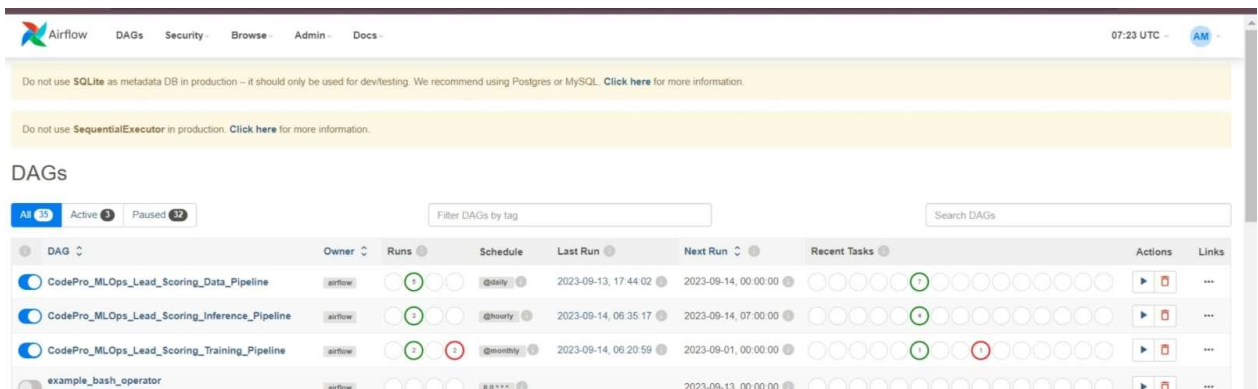 Airflow DAGs Security Browse Admin Docs 07:23 UTC AM
Do not use SQLite as metadata DB in production – it should only be used for dev/testing. We recommend using Postgres or MySQL. Click here for more information.
Do not use SequentialExecutor in production. Click here for more information.
DAGs
All 35 Active 3 Paused 32 Filter DAGs by tag Search DAGs
DAG Owner Runs Schedule Last Run Next Run Recent Tasks Actions Links
CodePro_MLOps_Lead_Scoring_Data_Pipeline airflow 5 @daily 2023-09-13, 17:44:02 2023-09-14, 00:00:00 7
CodePro_MLOps_Lead_Scoring_Inference_Pipeline airflow @hourly 2023-09-14, 06:35:17 2023-09-14, 07:00:00 4
CodePro_MLOps_Lead_Scoring_Training_Pipeline airflow 2 2 @monthly 2023-09-14, 06:20:59 2023-09-01, 00:00:00 1 1
example_bash_operator airflow 0 0 * * * 2023-09-13, 00:00:00